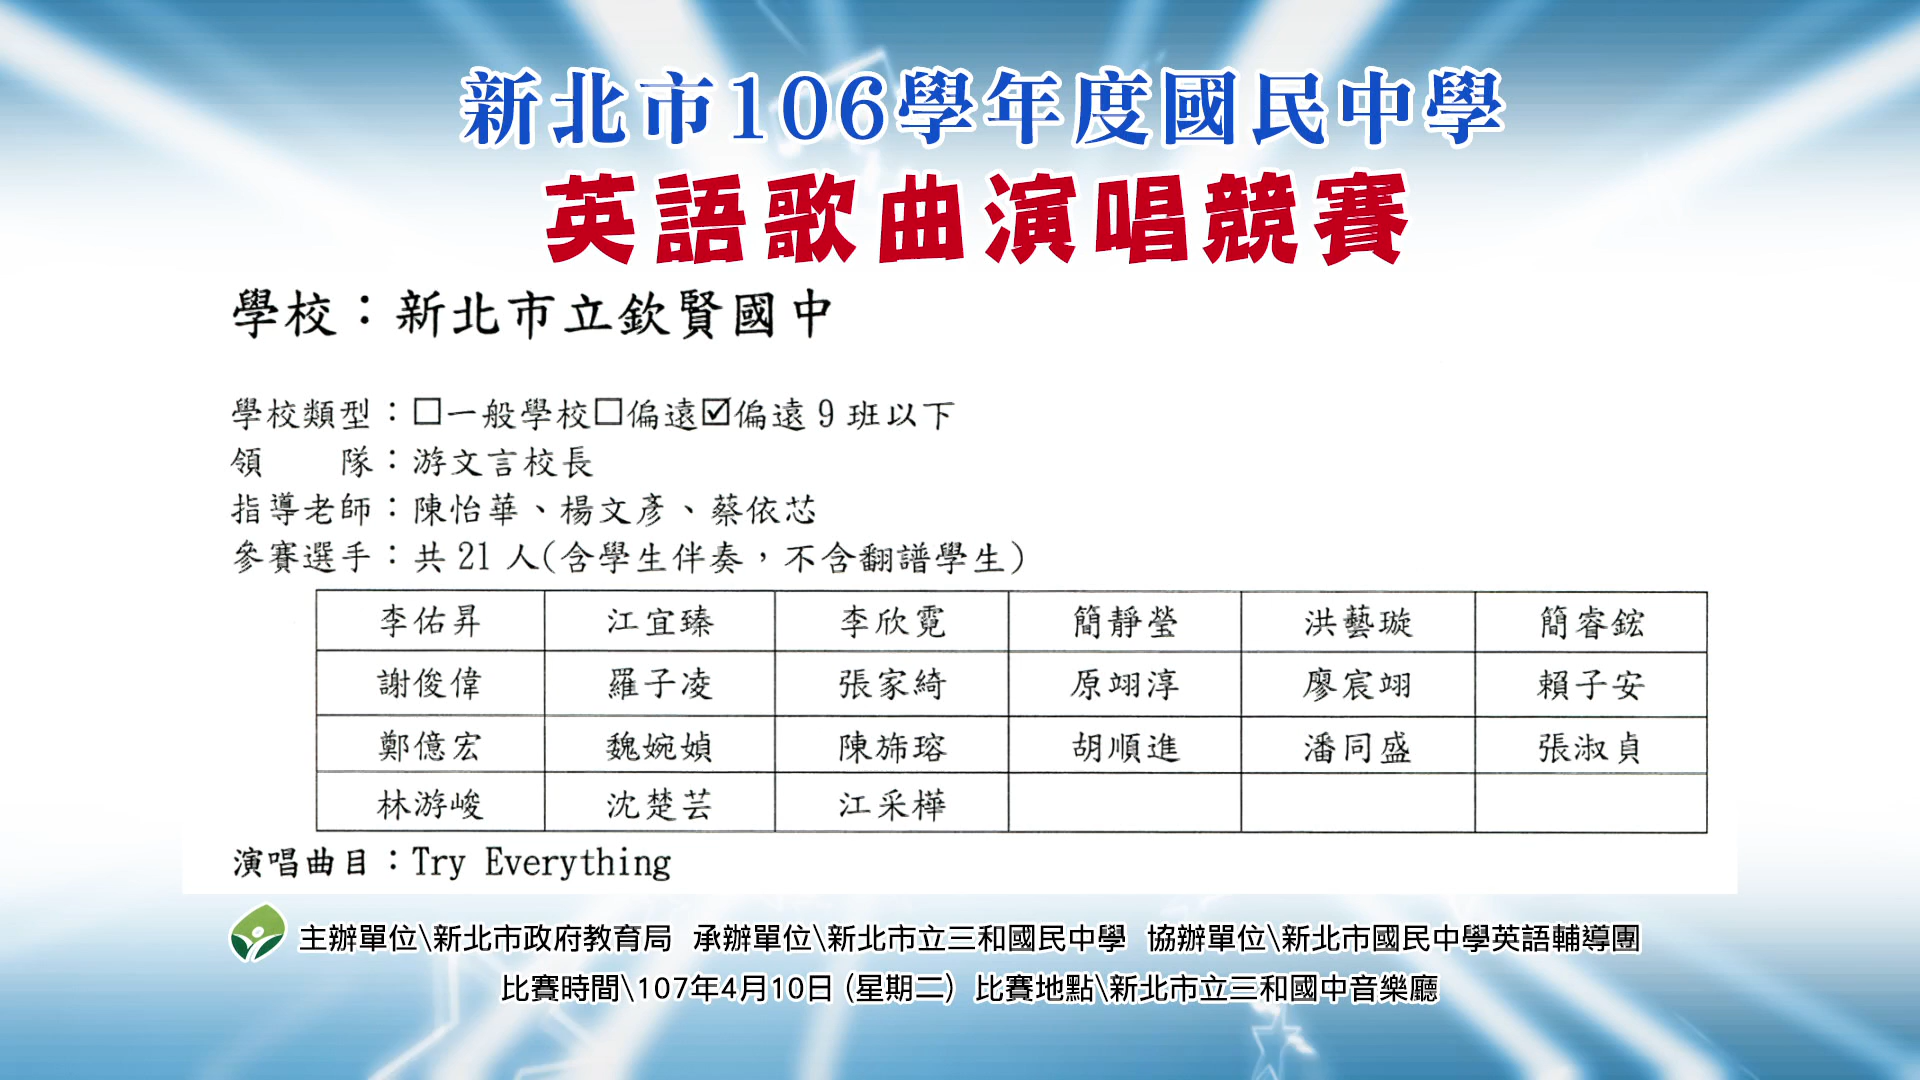 新北市106學年度國民中學
英語歌曲演唱競賽
學校：新北市立欽賢國中
學校類型：□一般學校□偏遠☑偏遠 9 班以下
領　　隊：游文言校長
指導老師：陳怡華、楊文彥、蔡依芯
參賽選手：共 21 人(含學生伴奏，不含翻譜學生)
李佑昇 江宜臻 李欣霓 簡靜瑩 洪藝璇 簡睿鋐
謝俊偉 羅子凌 張家綺 原翊淳 廖宸翊 賴子安
鄭億宏 魏婉媜 陳旆瑢 胡順進 潘同盛 張淑貞
林游峻 沈楚芸 江采樺
演唱曲目：Try Everything
主辦單位\新北市政府教育局 承辦單位\新北市立三和國民中學 協辦單位\新北市國民中學英語輔導團
比賽時間\107年4月10日 (星期二) 比賽地點\新北市立三和國中音樂廳